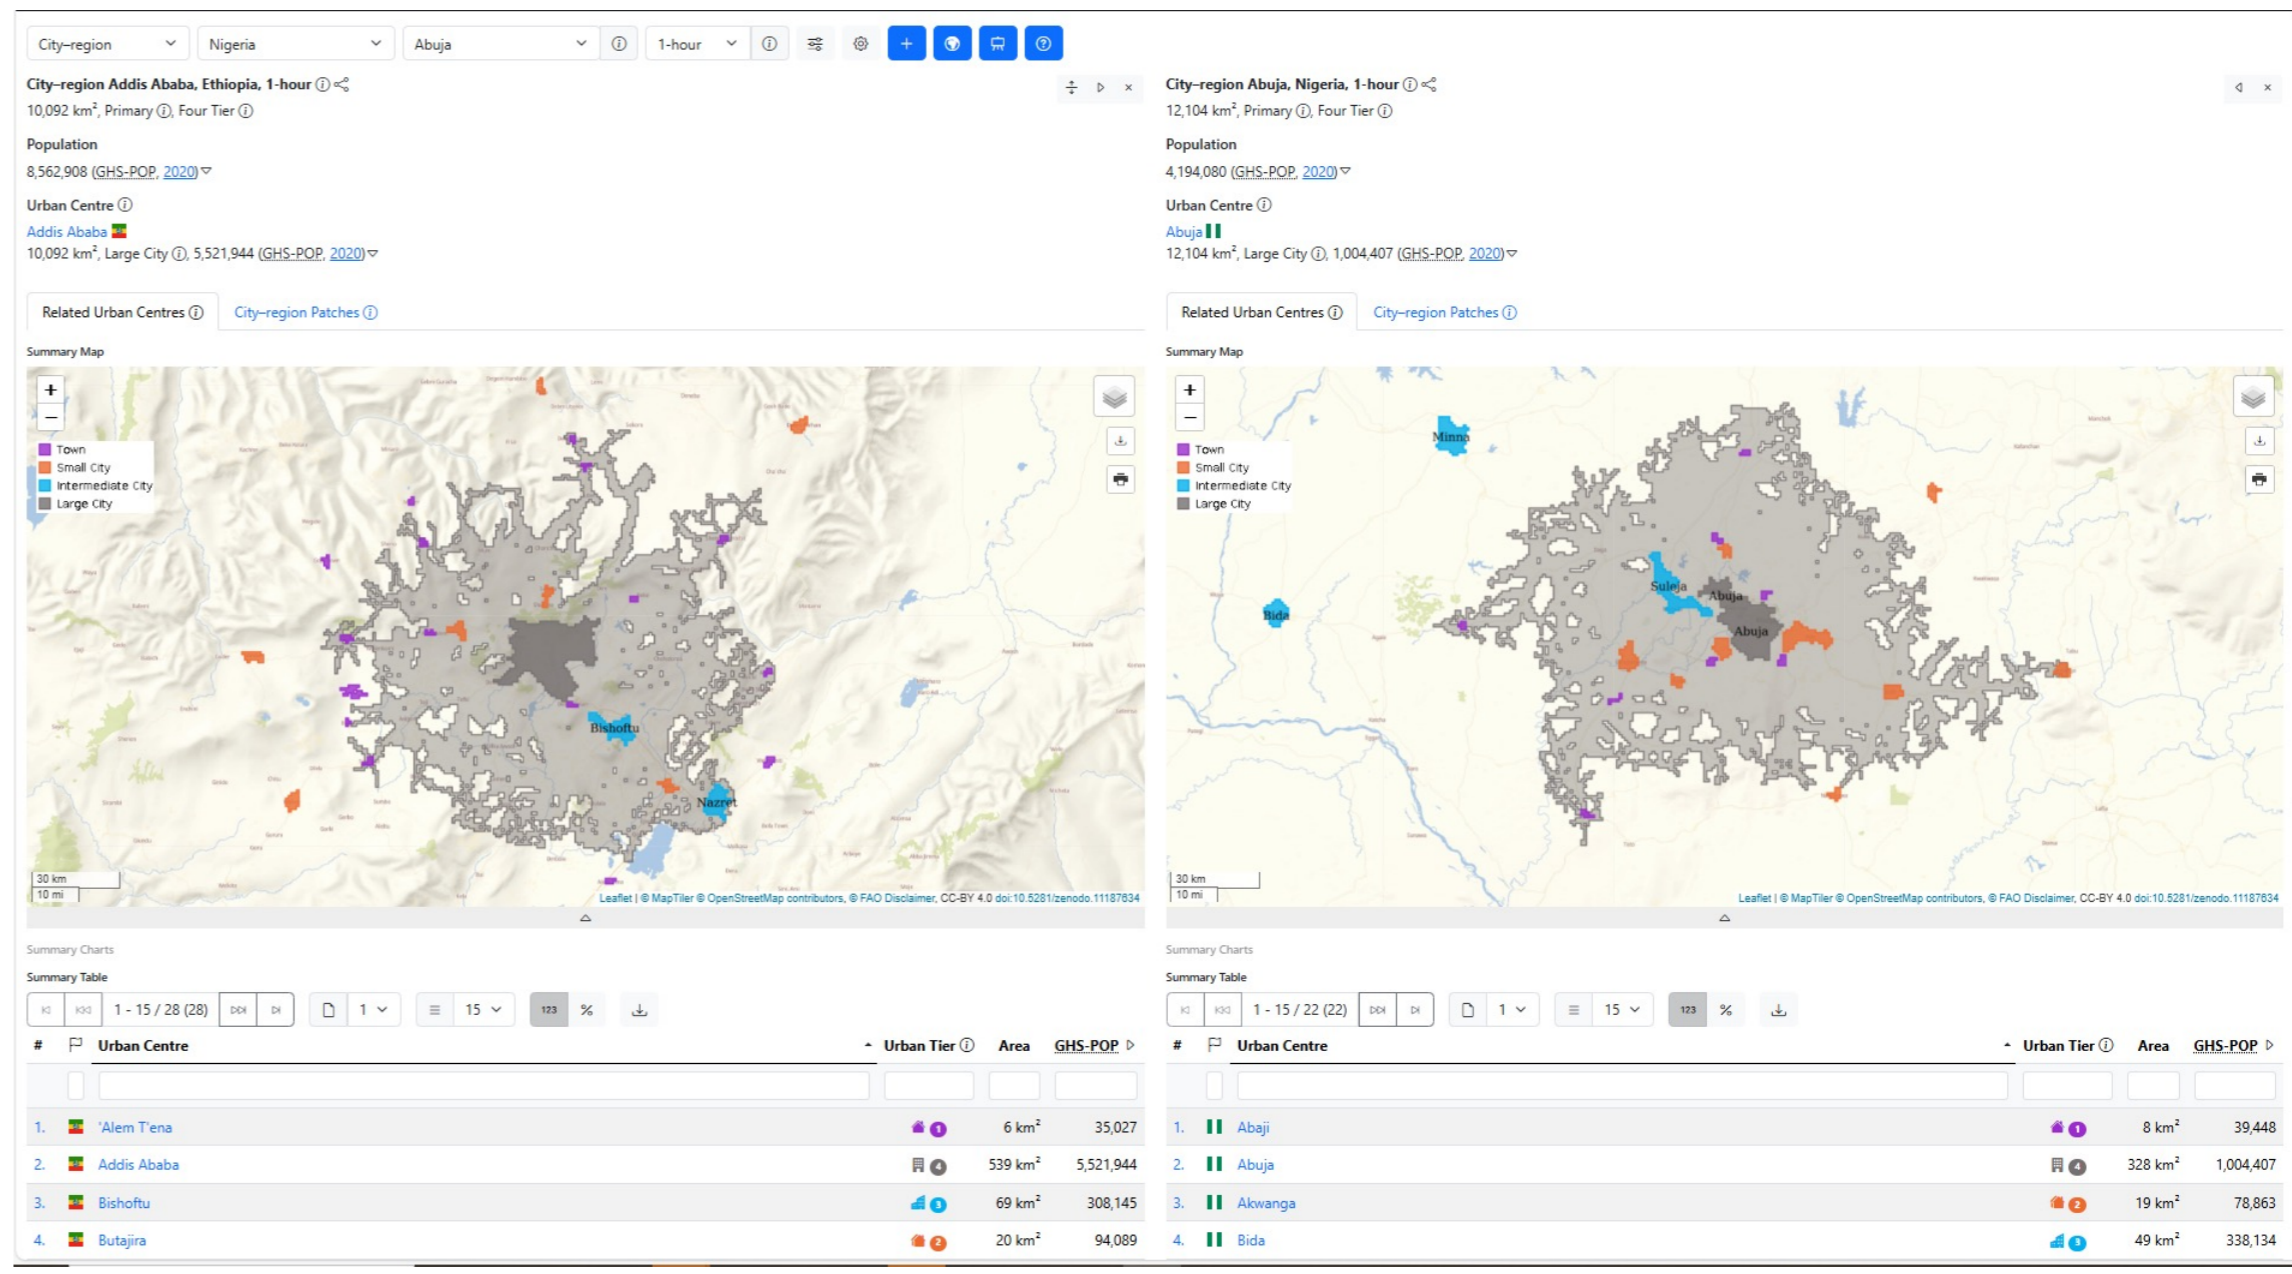 City–region
Nigeria
Abuja
1-hour
City–region Addis Ababa, Ethiopia, 1-hour
10,092 km², Primary, Four Tier
Population
8,562,908 (GHS-POP, 2020)
Urban Centre
Addis Ababa
10,092 km², Large City, 5,521,944 (GHS-POP, 2020)
Related Urban Centres
City–region Patches
Summary Map
+
−
Town
Small City
Intermediate City
Large City
Bishoftu
Nazret
30 km
10 mi
Leaflet | © MapTiler © OpenStreetMap contributors, © FAO Disclaimer, CC-BY 4.0 doi:10.5281/zenodo.11187634
Summary Charts
Summary Table
1 - 15 / 28 (28)
1
15
123
%
# Urban Centre Urban Tier Area GHS-POP
1. 'Alem T'ena 1 6 km² 35,027
2. Addis Ababa 4 539 km² 5,521,944
3. Bishoftu 3 69 km² 308,145
4. Butajira 2 20 km² 94,089
City–region Abuja, Nigeria, 1-hour
12,104 km², Primary, Four Tier
Population
4,194,080 (GHS-POP, 2020)
Urban Centre
Abuja
12,104 km², Large City, 1,004,407 (GHS-POP, 2020)
Related Urban Centres
City–region Patches
Summary Map
+
−
Town
Small City
Intermediate City
Large City
Minna
Bida
Suleja
Abuja
Abuja
30 km
10 mi
Leaflet | © MapTiler © OpenStreetMap contributors, © FAO Disclaimer, CC-BY 4.0 doi:10.5281/zenodo.11187634
Summary Charts
Summary Table
1 - 15 / 22 (22)
1
15
123
%
# Urban Centre Urban Tier Area GHS-POP
1. Abaji 1 8 km² 39,448
2. Abuja 4 328 km² 1,004,407
3. Akwanga 2 19 km² 78,863
4. Bida 3 49 km² 338,134